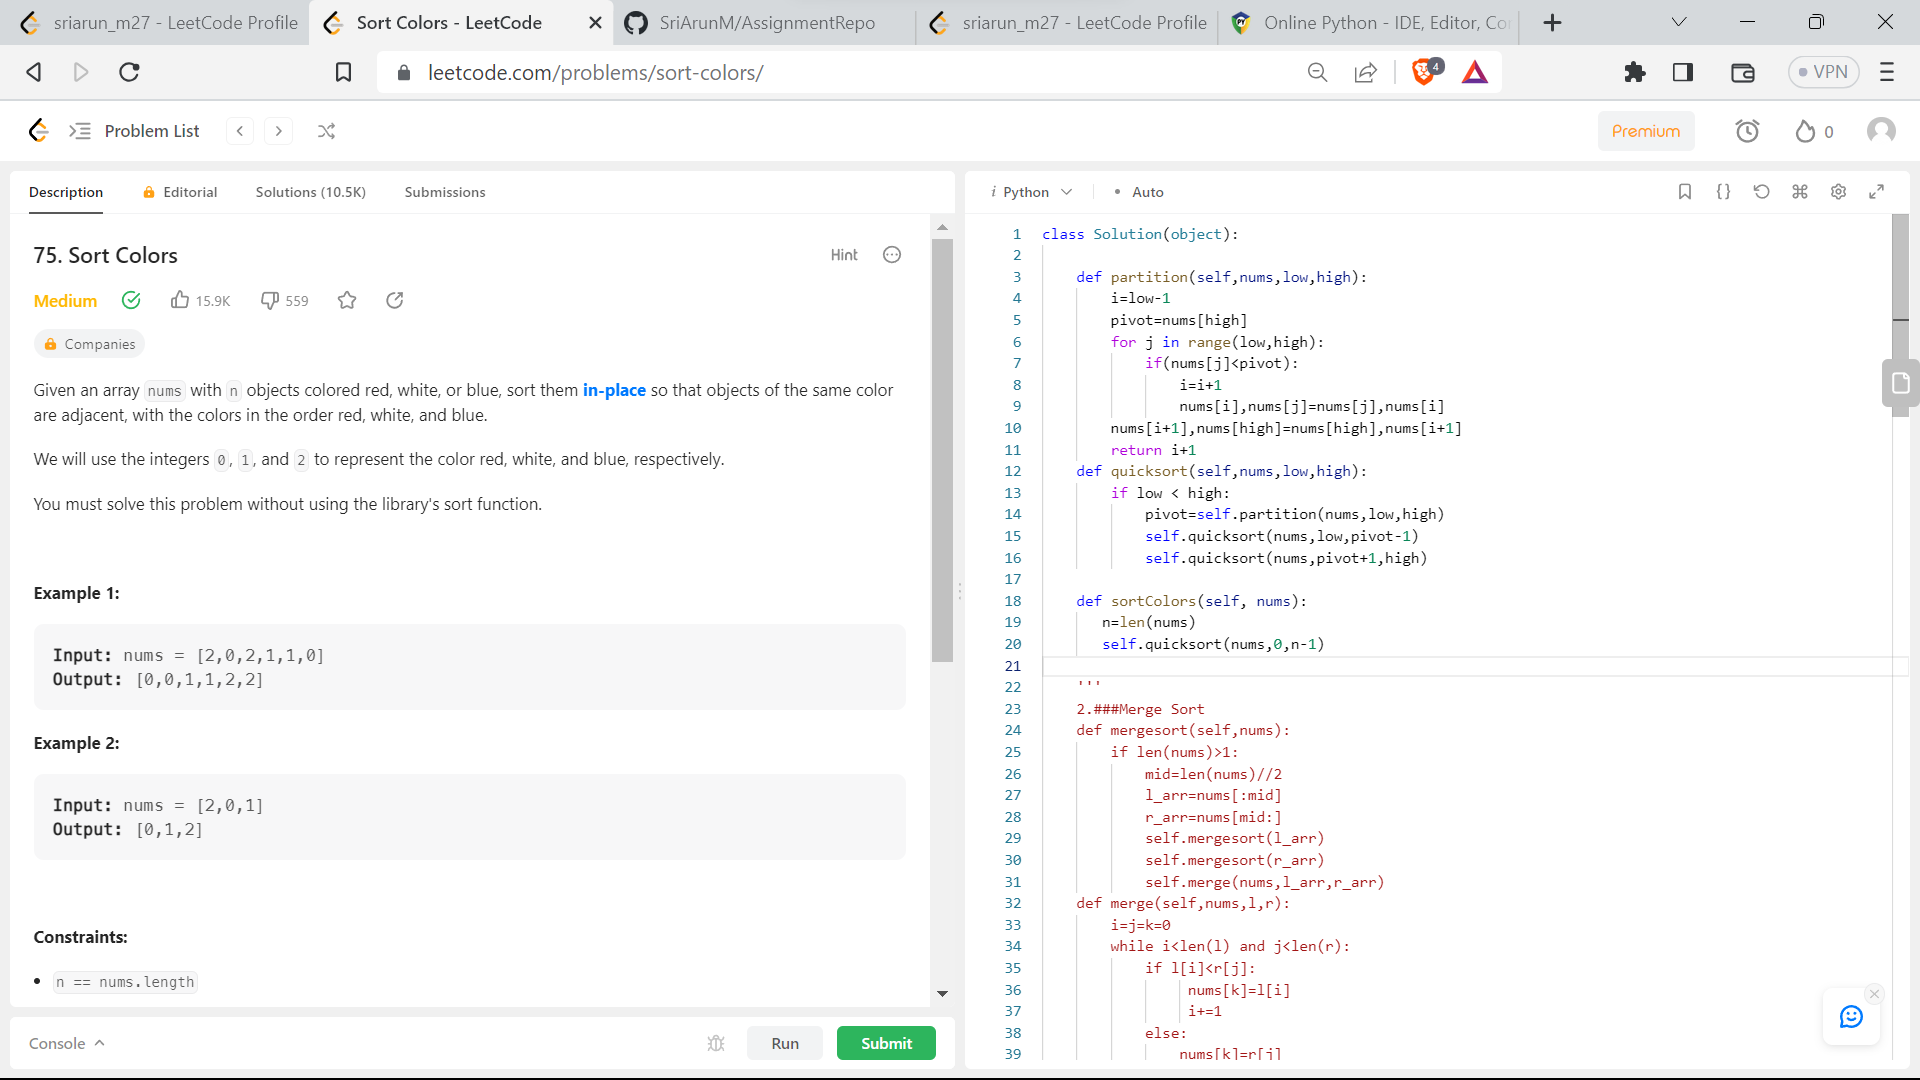 sriarun_m27 - LeetCode Profile
Sort Colors - LeetCode
SriArunM/AssignmentRepo
sriarun_m27 - LeetCode Profile
Online Python - IDE, Editor, Co
leetcode.com/problems/sort-colors/
4
VPN
Problem List
Premium
0
Description
Editorial
Solutions (10.5K)
Submissions
75. Sort Colors
Hint
Medium
15.9K
559
Companies
Given an array nums with n objects colored red, white, or blue, sort them in-place so that objects of the same color
are adjacent, with the colors in the order red, white, and blue.
We will use the integers 0, 1, and 2 to represent the color red, white, and blue, respectively.
You must solve this problem without using the library's sort function.
Example 1:
Input: nums = [2,0,2,1,1,0]
Output: [0,0,1,1,2,2]
Example 2:
Input: nums = [2,0,1]
Output: [0,1,2]
Constraints:
• n == nums.length
Console
Run
Submit
i Python
• Auto
{}
1 class Solution(object):
2
3 def partition(self,nums,low,high):
4 i=low-1
5 pivot=nums[high]
6 for j in range(low,high):
7 if(nums[j]<pivot):
8 i=i+1
9 nums[i],nums[j]=nums[j],nums[i]
10 nums[i+1],nums[high]=nums[high],nums[i+1]
11 return i+1
12 def quicksort(self,nums,low,high):
13 if low < high:
14 pivot=self.partition(nums,low,high)
15 self.quicksort(nums,low,pivot-1)
16 self.quicksort(nums,pivot+1,high)
17
18 def sortColors(self, nums):
19 n=len(nums)
20 self.quicksort(nums,0,n-1)
21
22 '''
23 2.###Merge Sort
24 def mergesort(self,nums):
25 if len(nums)>1:
26 mid=len(nums)//2
27 l_arr=nums[:mid]
28 r_arr=nums[mid:]
29 self.mergesort(l_arr)
30 self.mergesort(r_arr)
31 self.merge(nums,l_arr,r_arr)
32 def merge(self,nums,l,r):
33 i=j=k=0
34 while i<len(l) and j<len(r):
35 if l[i]<r[j]:
36 nums[k]=l[i]
37 i+=1
38 else:
39 nums[k]=r[j]